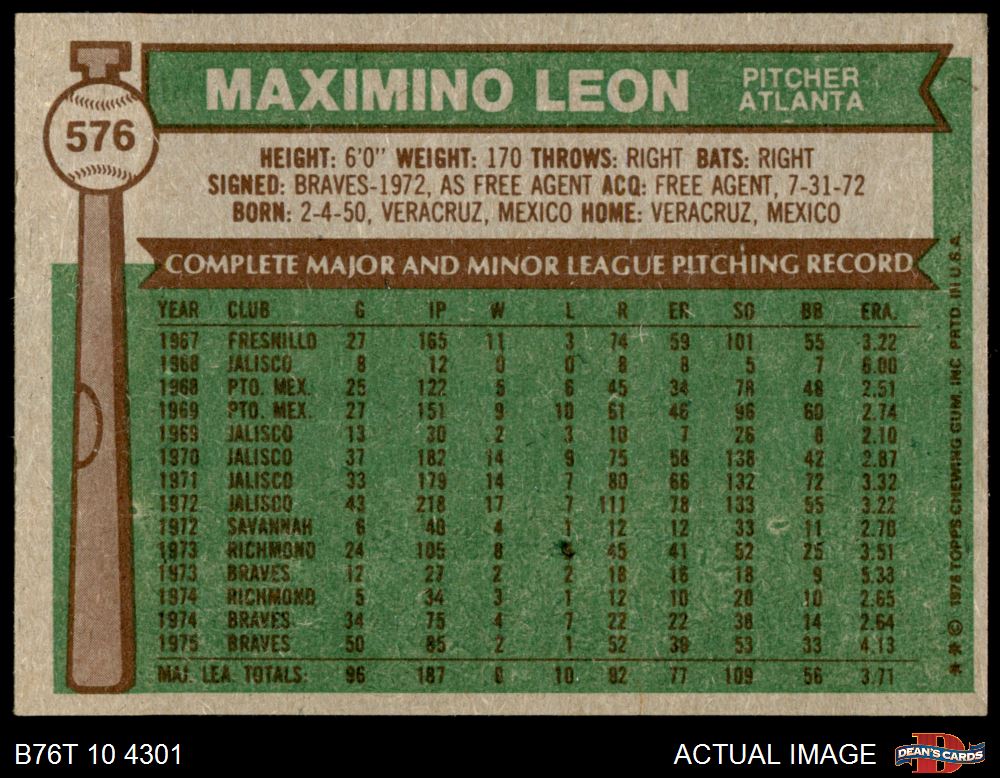 576
MAXIMINO LEON
PITCHER
ATLANTA
HEIGHT: 6'0" WEIGHT: 170 THROWS: RIGHT BATS: RIGHT
SIGNED: BRAVES-1972, AS FREE AGENT ACQ: FREE AGENT, 7-31-72
BORN: 2-4-50, VERACRUZ, MEXICO HOME: VERACRUZ, MEXICO
COMPLETE MAJOR AND MINOR LEAGUE PITCHING RECORD
YEAR CLUB G IP W L R ER SO BB ERA.
1967 FRESNILLO 27 165 11 3 74 59 101 55 3.22
1968 JALISCO 8 12 0 0 8 8 5 7 6.00
1968 PTO. MEX. 25 122 5 6 45 34 78 48 2.51
1969 PTO. MEX. 27 151 9 10 61 46 96 60 2.74
1969 JALISCO 13 30 2 3 10 7 26 8 2.10
1970 JALISCO 37 182 14 9 75 58 138 42 2.87
1971 JALISCO 33 179 14 7 80 66 132 72 3.32
1972 JALISCO 43 218 17 7 111 78 133 55 3.22
1972 SAVANNAH 6 40 4 1 12 12 33 11 2.70
1973 RICHMOND 24 105 8 45 41 52 25 3.51
1973 BRAVES 12 27 2 2 18 16 18 9 5.33
1974 RICHMOND 5 34 3 1 12 10 20 10 2.65
1974 BRAVES 34 75 4 7 22 22 38 14 2.64
1975 BRAVES 50 85 2 1 52 39 53 33 4.13
MAJ. LEA. TOTALS: 96 187 8 10 92 77 109 56 3.71
*** © 1976 TOPPS CHEWING GUM, INC. PRTD. IN U.S.A.
B76T 10 4301
ACTUAL IMAGE
DEAN'S CARDS